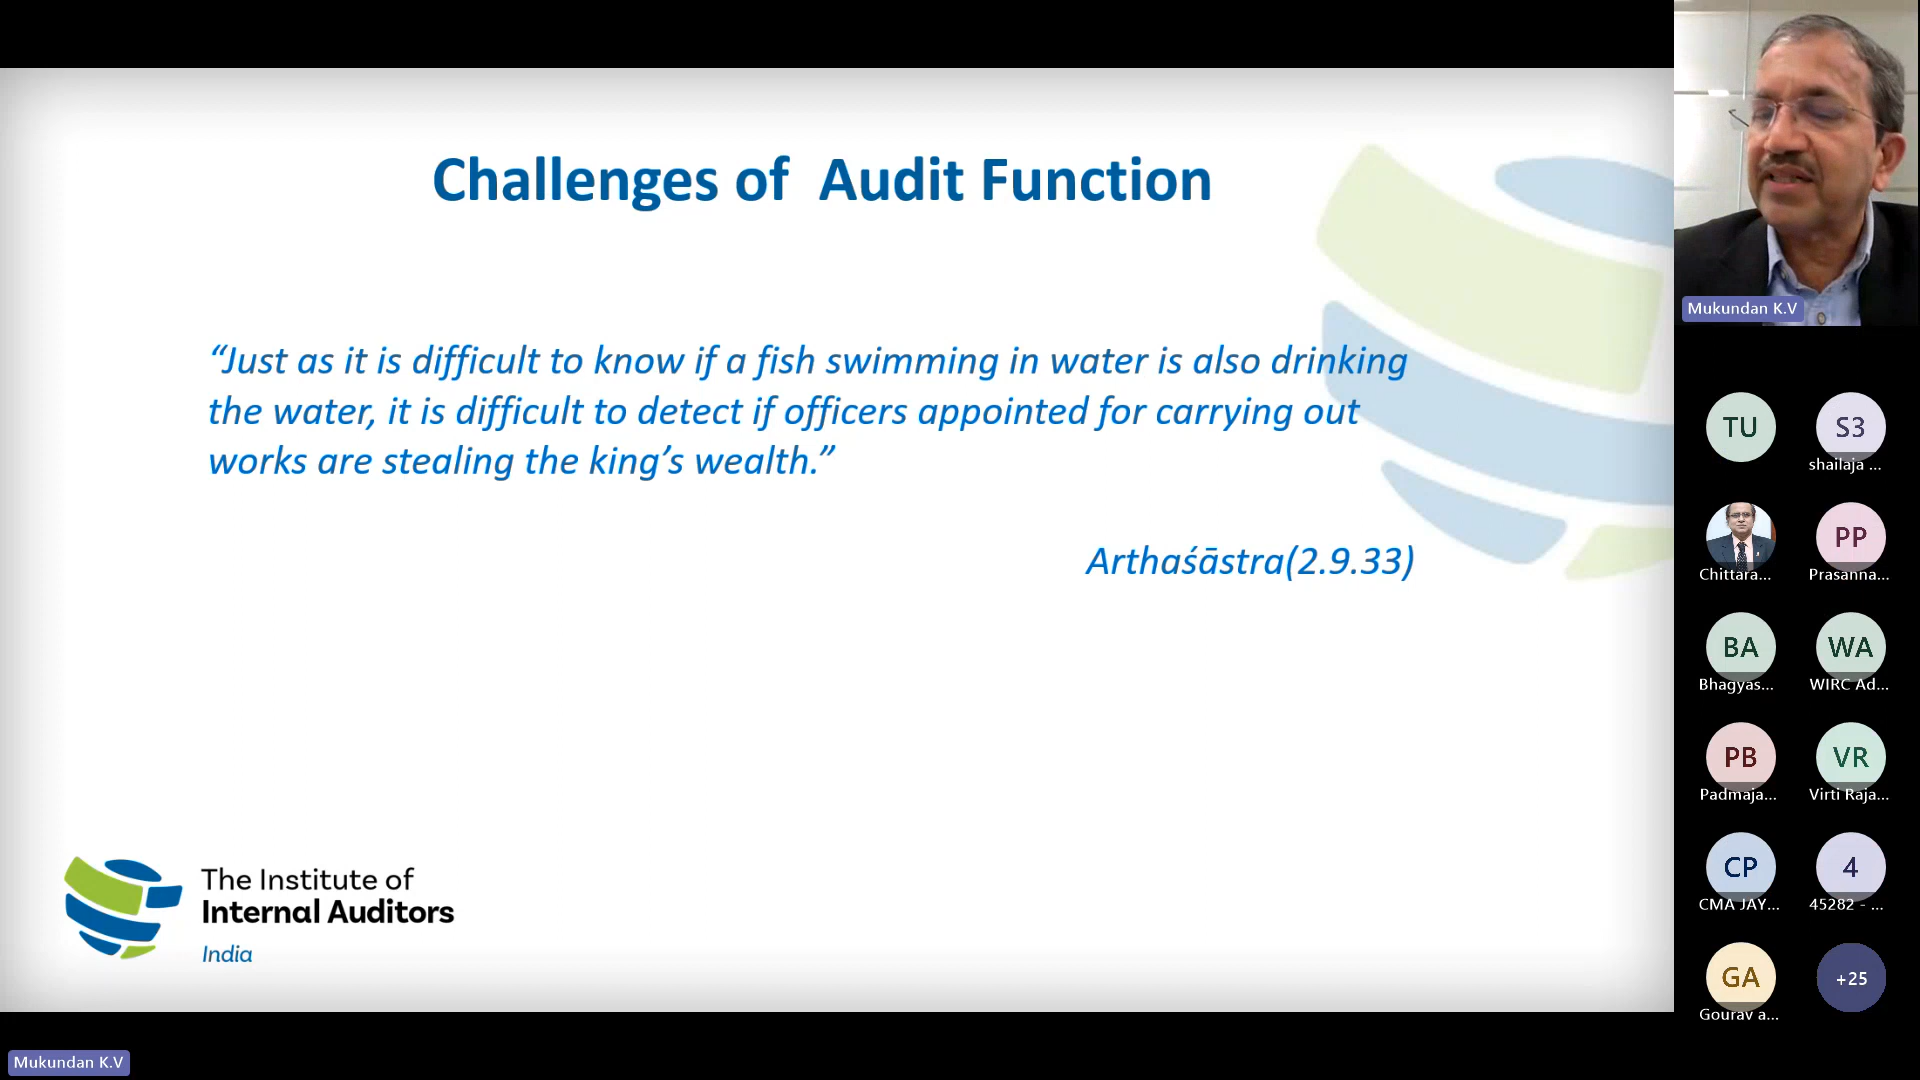 Challenges of  Audit Function
“Just as it is difficult to know if a fish swimming in water is also drinking
the water, it is difficult to detect if officers appointed for carrying out
works are stealing the king’s wealth.”
Arthaśāstra(2.9.33)
The Institute of
Internal Auditors
India
Mukundan K.V
Mukundan K.V
TU
S3
shailaja ...
Chittara...
PP
Prasanna...
BA
Bhagyas...
WA
WIRC Ad...
PB
Padmaja...
VR
Virti Raja...
CP
CMA JAY...
4
45282 - ...
GA
Gourav a...
+25